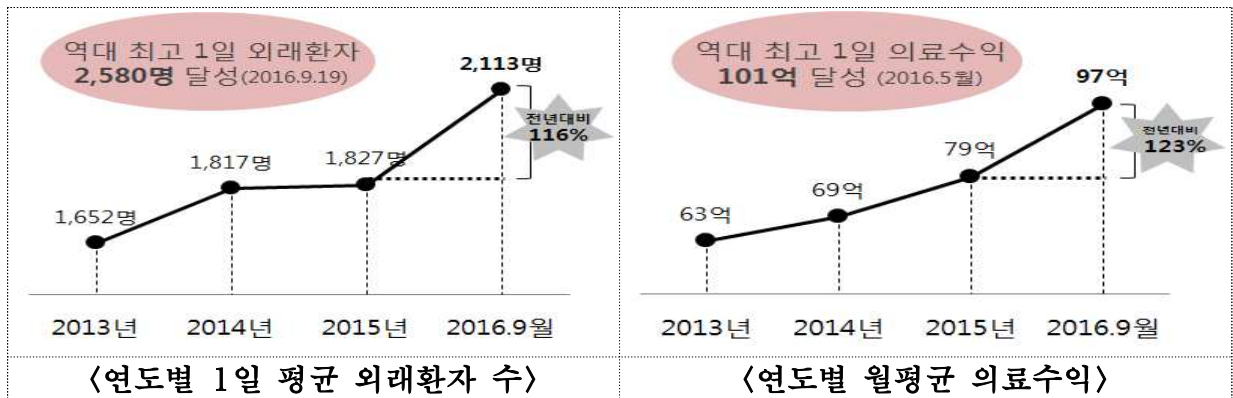 역대 최고 1일 외래환자
2,580명 달성(2016.9.19)
2,113명
전년대비
116%
1,817명
1,827명
1,652명
2013년 2014년 2015년 2016.9월
<연도별 1일 평균 외래환자 수>
역대 최고 1일 의료수익
101억 달성 (2016.5월)
97억
전년대비
123%
79억
69억
63억
2013년 2014년 2015년 2016.9월
<연도별 월평균 의료수익>